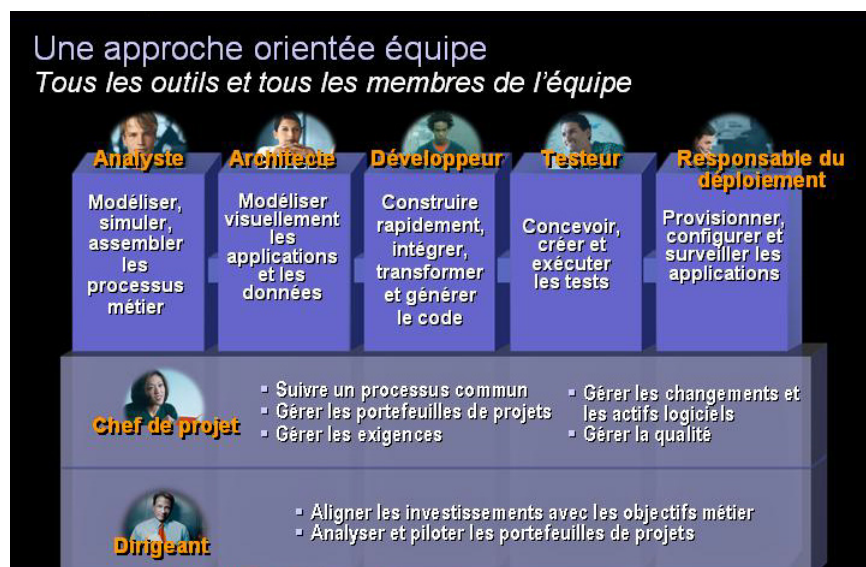 Une approche orientée équipe
Tous les outils et tous les membres de l'équipe
Analyste
Modéliser,
simuler,
assembler
les
processus
métier
Architecte
Modéliser
visuellement
les
applications
et les
données
Développeur
Construire
rapidement,
intégrer,
transformer
et générer
le code
Testeur
Concevoir,
créer et
exécuter
les tests
Responsable du
déploiement
Provisionner,
configurer et
surveiller les
applications
Chef de projet
▪ Suivre un processus commun
▪ Gérer les portefeuilles de projets
▪ Gérer les exigences
▪ Gérer les changements et
les actifs logiciels
▪ Gérer la qualité
Dirigeant
▪ Aligner les investissements avec les objectifs métier
▪ Analyser et piloter les portefeuilles de projets